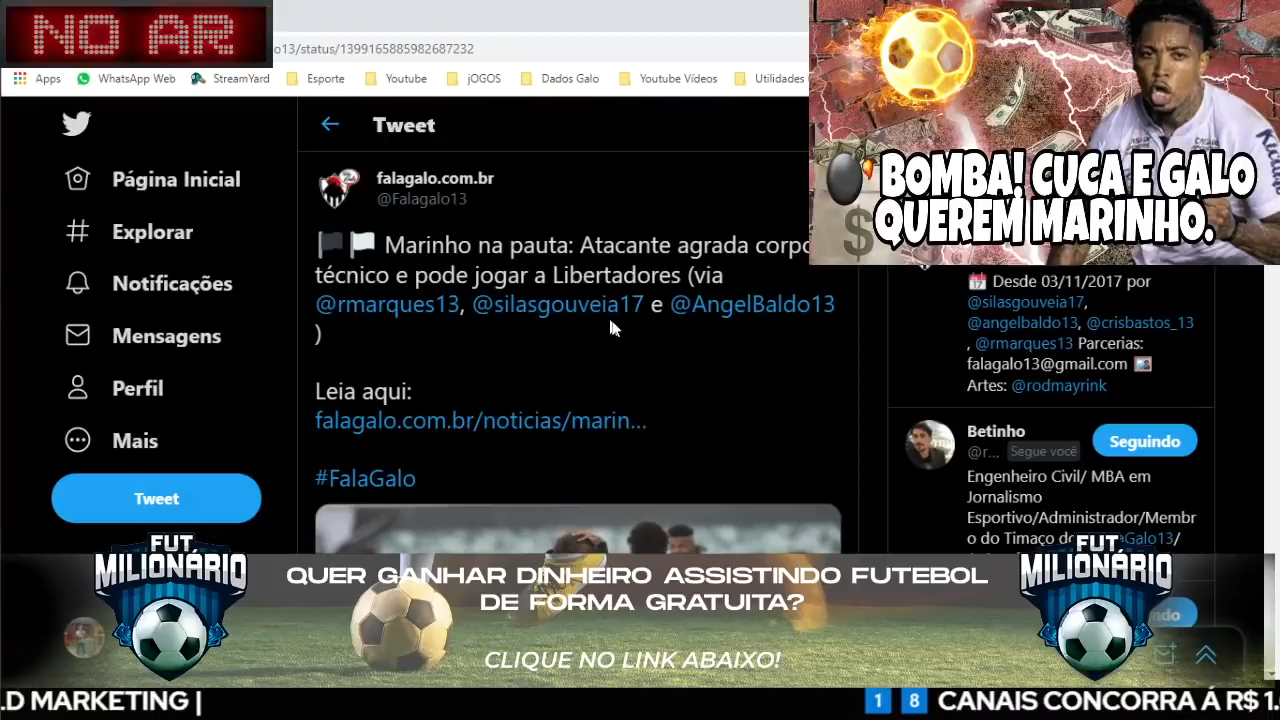 NO AR
o13/status/1399165885982687232
Apps WhatsApp Web StreamYard Esporte Youtube jOGOS Dados Galo Youtube Vídeos Utilidades
BOMBA! CUCA E GALO
QUEREM MARINHO.
Página Inicial
Explorar
Notificações
Mensagens
Perfil
Mais
Tweet
Tweet
falagalo.com.br
@Falagalo13
Marinho na pauta: Atacante agrada corpo
técnico e pode jogar a Libertadores (via
@rmarques13, @silasgouveia17 e @AngelBaldo13
)
Leia aqui:
falagalo.com.br/noticias/marin...
#FalaGalo
Desde 03/11/2017 por
@silasgouveia17,
@angelbaldo13, @crisbastos_13
, @rmarques13 Parcerias:
falagalo13@gmail.com
Artes: @rodmayrink
Betinho
@r... Segue você
Seguindo
Engenheiro Civil/ MBA em
Jornalismo
Esportivo/Administrador/Membr
o do Timaço do
FUT
MILIONÁRIO
QUER GANHAR DINHEIRO ASSISTINDO FUTEBOL
DE FORMA GRATUITA?
CLIQUE NO LINK ABAIXO!
FUT
MILIONÁRIO
.D MARKETING |
1 8 CANAIS CONCORRA Á R$ 1.